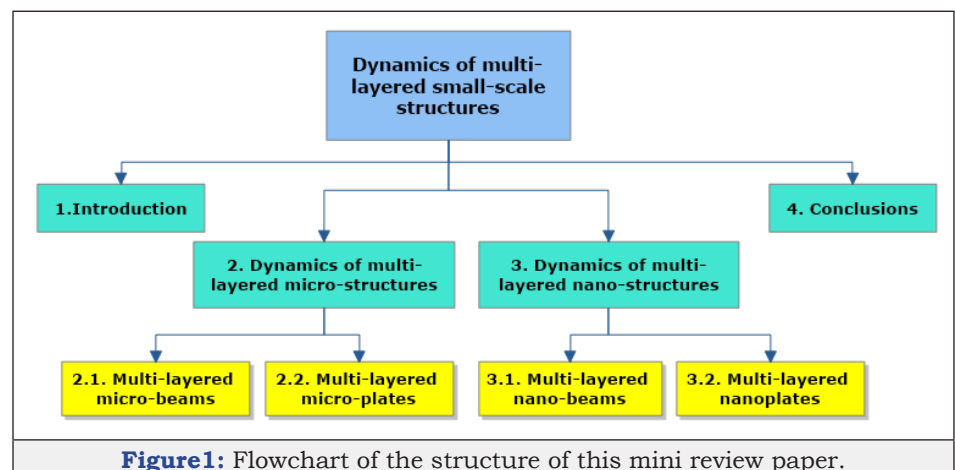 Dynamics of multi-
layered small-scale
structures
1.Introduction
4. Conclusions
2. Dynamics of multi-
layered micro-structures
3. Dynamics of multi-
layered nano-structures
2.1. Multi-layered
micro-beams
2.2. Multi-layered
micro-plates
3.1. Multi-layered
nano-beams
3.2. Multi-layered
nanoplates
Figure1: Flowchart of the structure of this mini review paper.